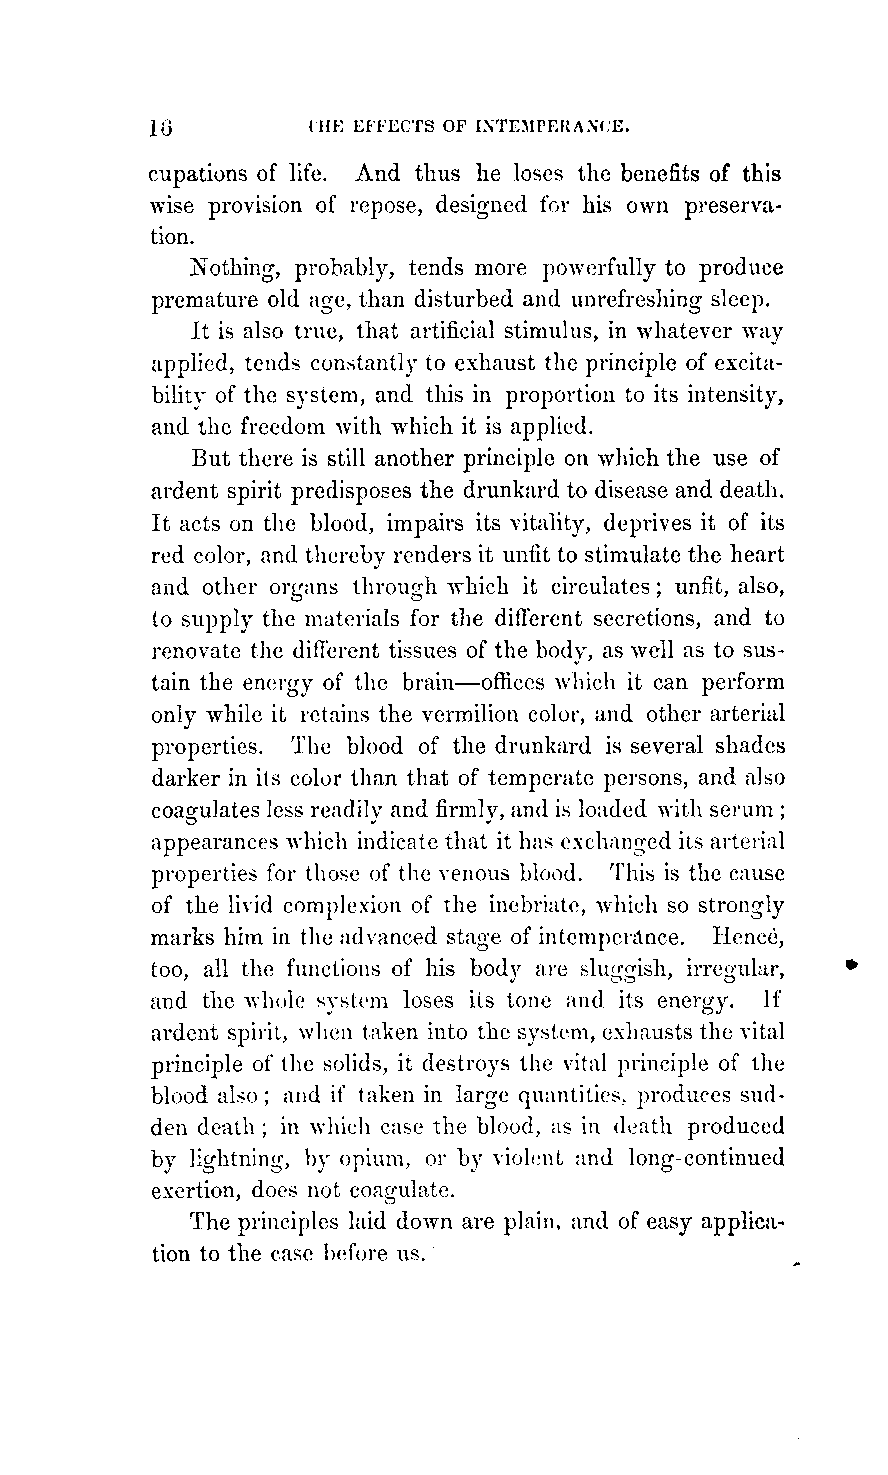 16 THE EFFECTS OF INTEMPERANCE.
cupations of life. And thus he loses the benefits of this
wise provision of repose, designed for his own preserva-
tion.
Nothing, probably, tends more powerfully to produce
premature old age, than disturbed and unrefreshing sleep.
It is also true, that artificial stimulus, in whatever way
applied, tends constantly to exhaust the principle of excita-
bility of the system, and this in proportion to its intensity,
and the freedom with which it is applied.
But there is still another principle on which the use of
ardent spirit predisposes the drunkard to disease and death.
It acts on the blood, impairs its vitality, deprives it of its
red color, and thereby renders it unfit to stimulate the heart
and other organs through which it circulates; unfit, also,
to supply the materials for the different secretions, and to
renovate the different tissues of the body, as well as to sus-
tain the energy of the brain—offices which it can perform
only while it retains the vermilion color, and other arterial
properties. The blood of the drunkard is several shades
darker in its color than that of temperate persons, and also
coagulates less readily and firmly, and is loaded with serum;
appearances which indicate that it has exchanged its arterial
properties for those of the venous blood. This is the cause
of the livid complexion of the inebriate, which so strongly
marks him in the advanced stage of intemperance. Hence,
too, all the functions of his body are sluggish, irregular,
and the whole system loses its tone and its energy. If
ardent spirit, when taken into the system, exhausts the vital
principle of the solids, it destroys the vital principle of the
blood also; and if taken in large quantities, produces sud-
den death; in which case the blood, as in death produced
by lightning, by opium, or by violent and long-continued
exertion, does not coagulate.
The principles laid down are plain, and of easy applica-
tion to the case before us.